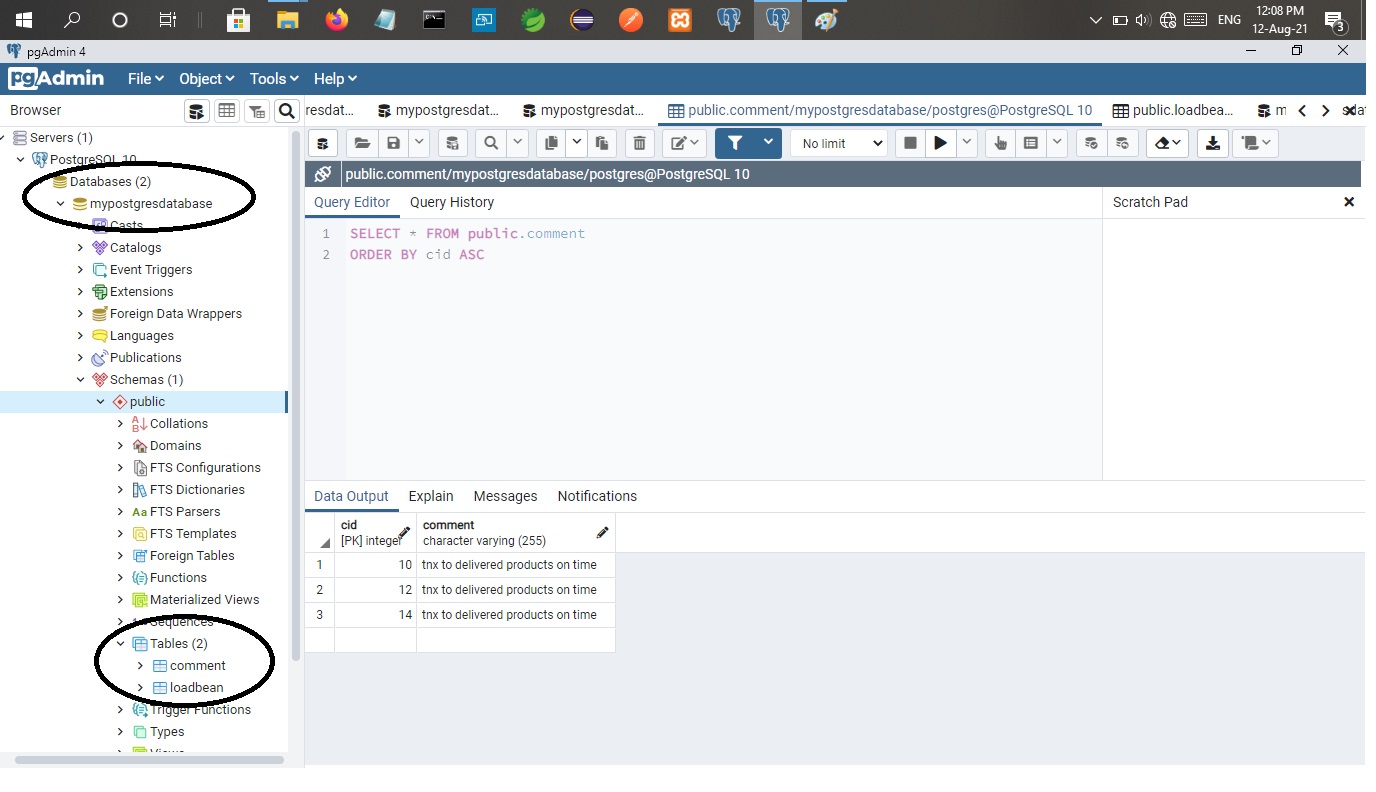 ENG
12:08 PM
12-Aug-21
3
pgAdmin 4
pgAdmin
File
Object
Tools
Help
Browser
resdat...
mypostgresdat...
mypostgresdat...
public.comment/mypostgresdatabase/postgres@PostgreSQL 10
public.loadbea...
m
sdat
Servers (1)
PostgreSQL 10
Databases (2)
mypostgresdatabase
Casts
Catalogs
Event Triggers
Extensions
Foreign Data Wrappers
Languages
Publications
Schemas (1)
public
Collations
Domains
FTS Configurations
FTS Dictionaries
Aa FTS Parsers
FTS Templates
Foreign Tables
Functions
Materialized Views
Sequences
Tables (2)
comment
loadbean
Trigger Functions
Types
Views
No limit
public.comment/mypostgresdatabase/postgres@PostgreSQL 10
Query Editor Query History
Scratch Pad
1 SELECT * FROM public.comment
2 ORDER BY cid ASC
Data Output Explain Messages Notifications
cid
[PK] integer
comment
character varying (255)
1 10 tnx to delivered products on time
2 12 tnx to delivered products on time
3 14 tnx to delivered products on time